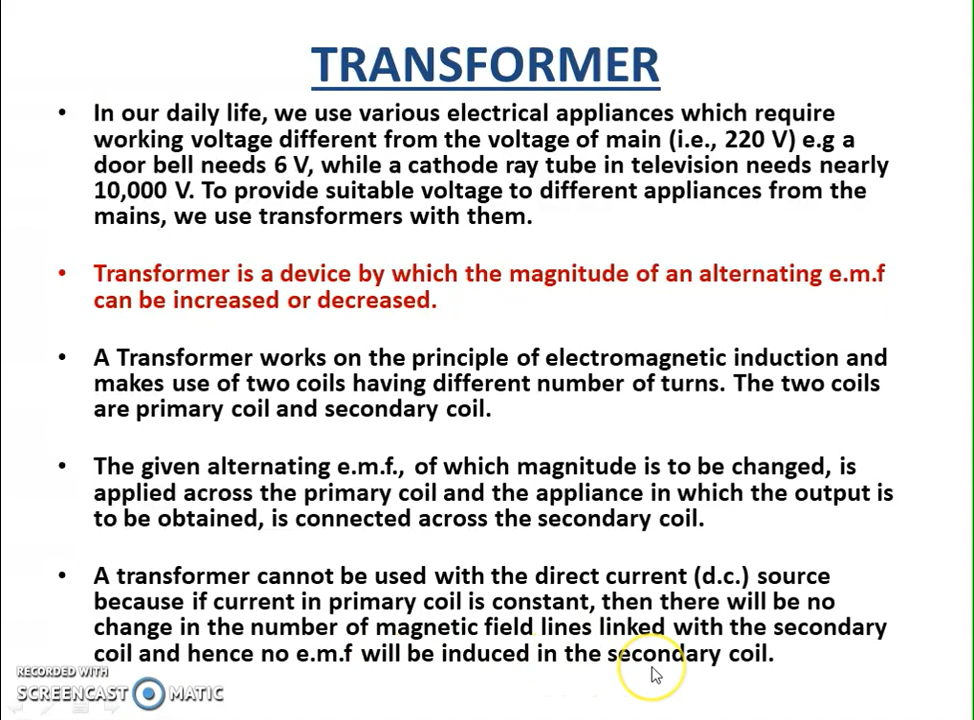 TRANSFORMER
• In our daily life, we use various electrical appliances which require
working voltage different from the voltage of main (i.e., 220 V) e.g a
door bell needs 6 V, while a cathode ray tube in television needs nearly
10,000 V. To provide suitable voltage to different appliances from the
mains, we use transformers with them.
• Transformer is a device by which the magnitude of an alternating e.m.f
can be increased or decreased.
• A Transformer works on the principle of electromagnetic induction and
makes use of two coils having different number of turns. The two coils
are primary coil and secondary coil.
• The given alternating e.m.f., of which magnitude is to be changed, is
applied across the primary coil and the appliance in which the output is
to be obtained, is connected across the secondary coil.
• A transformer cannot be used with the direct current (d.c.) source
because if current in primary coil is constant, then there will be no
change in the number of magnetic field lines linked with the secondary
coil and hence no e.m.f will be induced in the secondary coil.
RECORDED WITH
SCREENCAST MATIC